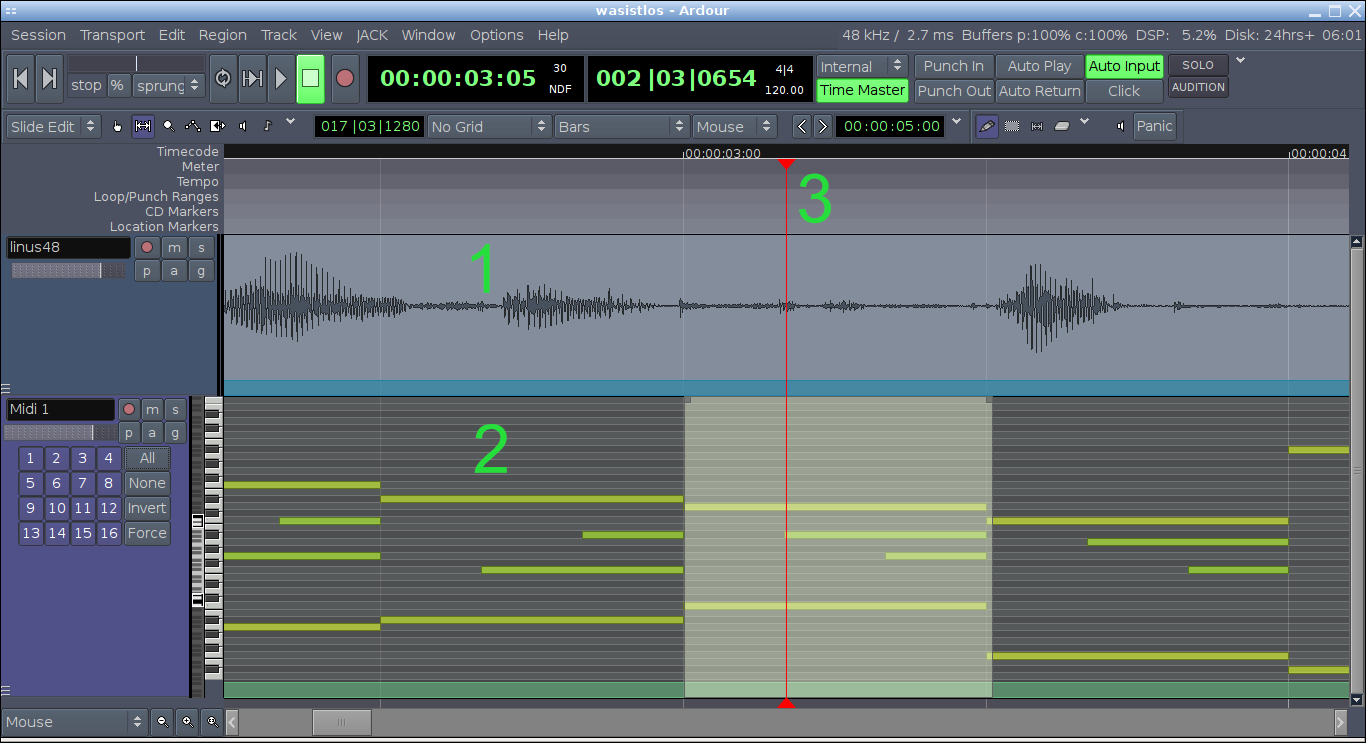 wasistlos - Ardour
Session Transport Edit Region Track View JACK Window Options Help 48 kHz / 2.7 ms Buffers p:100% c:100% DSP: 5.2% Disk: 24hrs+ 06:01
stop % sprung 00:00:03:05 30 NDF 002|03|0654 4|4 120.00 Internal Time Master Punch In Auto Play Auto Input SOLO
Punch Out Auto Return Click AUDITION
Slide Edit 017|03|1280 No Grid Bars Mouse 00:00:05:00 Panic
Timecode 00:00:03:00 00:00:04
Meter
Tempo
Loop/Punch Ranges
CD Markers
Location Markers
3
linus48 m s
p a g
1
Midi 1 m s
p a g
2
1 2 3 4 All
5 6 7 8 None
9 10 11 12 Invert
13 14 15 16 Force
Mouse